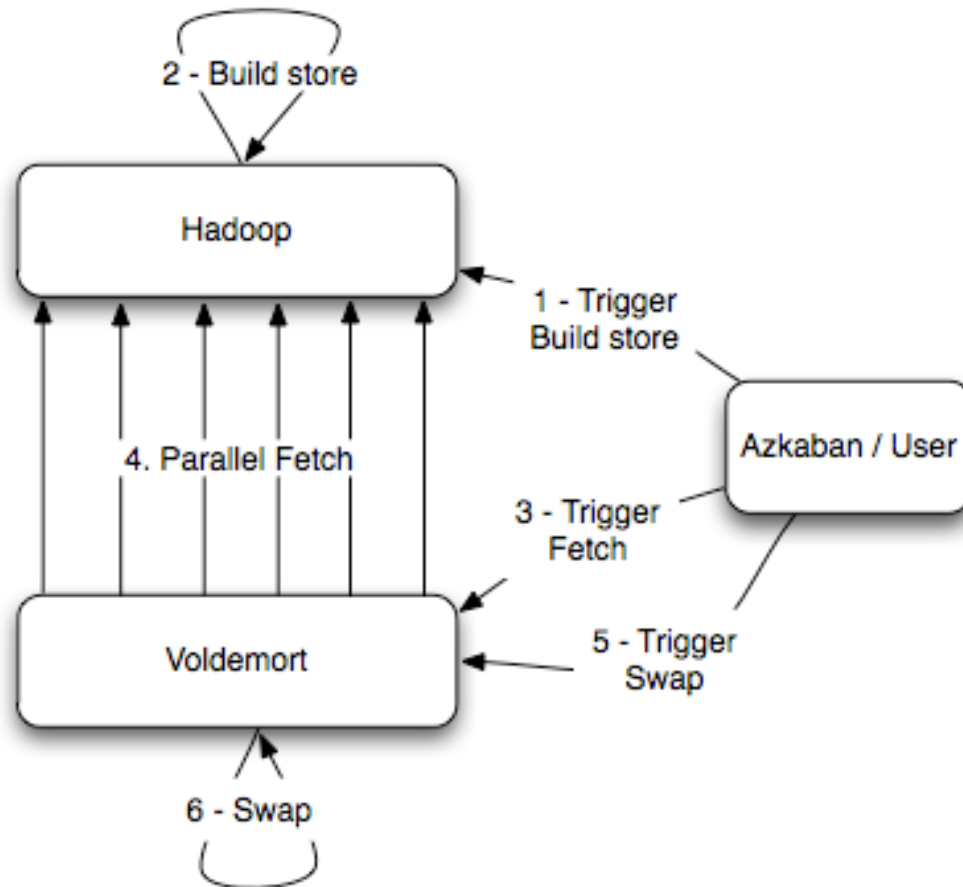 2 - Build store
Hadoop
1 - Trigger
Build store
Azkaban / User
4. Parallel Fetch
3 - Trigger
Fetch
5 - Trigger
Swap
Voldemort
6 - Swap